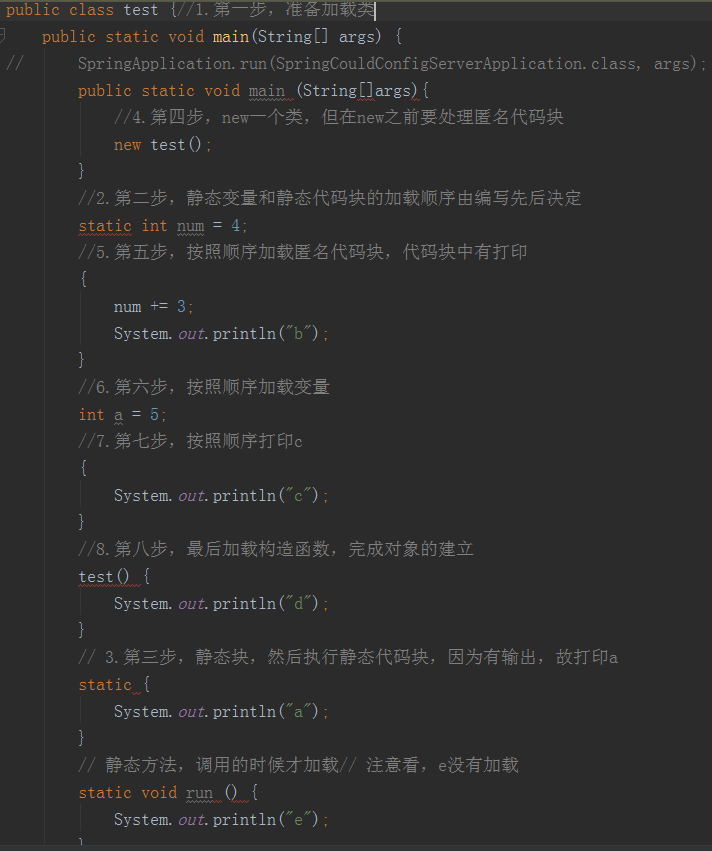 public class test {//1.第一步，准备加载类
public static void main(String[] args) {
// SpringApplication.run(SpringCouldConfigServerApplication.class, args);
public static void main (String[]args){
//4.第四步，new一个类，但在new之前要处理匿名代码块
new test();
}
//2.第二步，静态变量和静态代码块的加载顺序由编写先后决定
static int num = 4;
//5.第五步，按照顺序加载匿名代码块，代码块中有打印
{
num += 3;
System.out.println("b");
}
//6.第六步，按照顺序加载变量
int a = 5;
//7.第七步，按照顺序打印c
{
System.out.println("c");
}
//8.第八步，最后加载构造函数，完成对象的建立
test() {
System.out.println("d");
}
// 3.第三步，静态块，然后执行静态代码块，因为有输出，故打印a
static {
System.out.println("a");
}
// 静态方法，调用的时候才加载// 注意看，e没有加载
static void run () {
System.out.println("e");
}